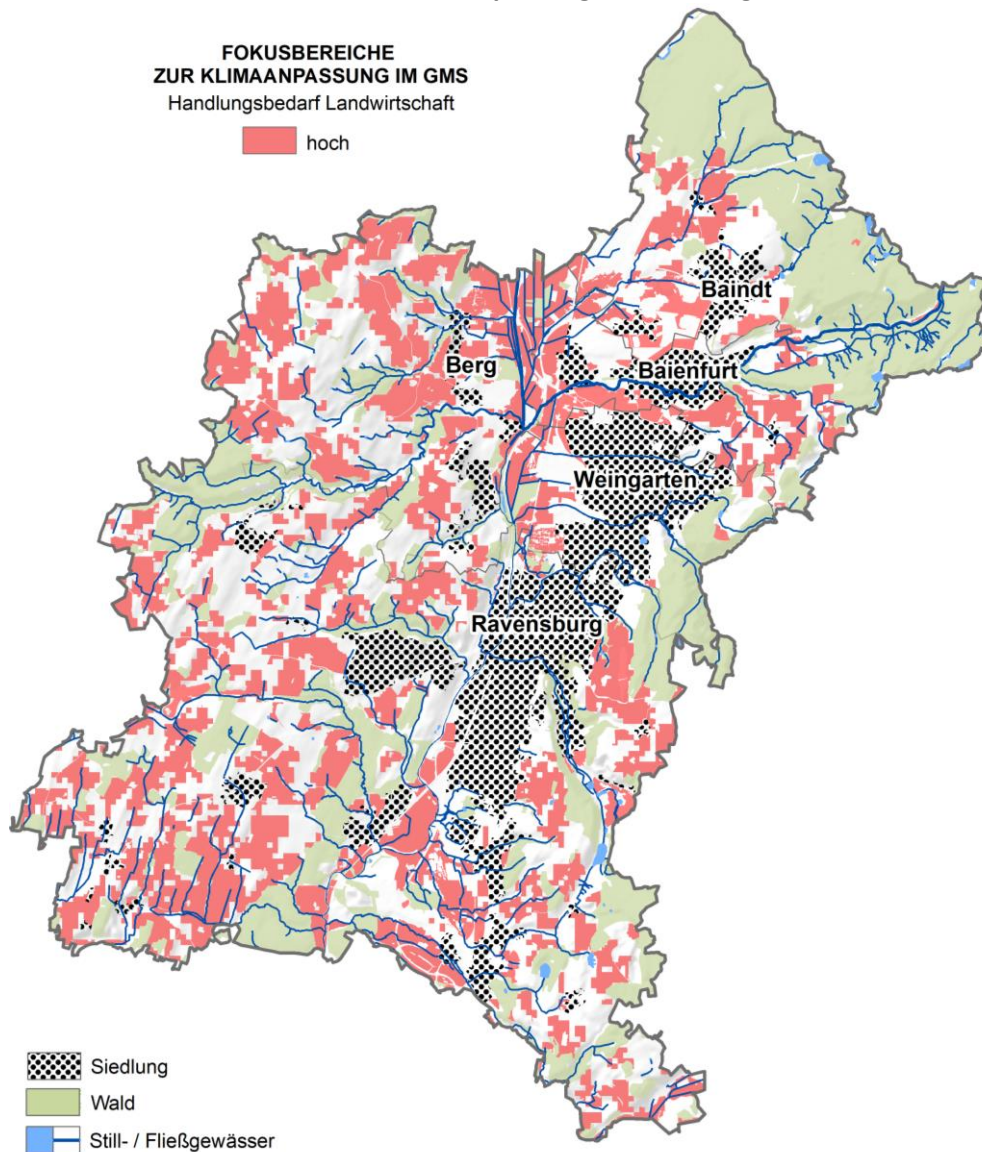 FOKUSBEREICHE
ZUR KLIMAANPASSUNG IM GMS
Handlungsbedarf Landwirtschaft
hoch
Baindt
Berg
Baienfurt
Weingarten
Ravensburg
Siedlung
Wald
Still- / Fließgewässer